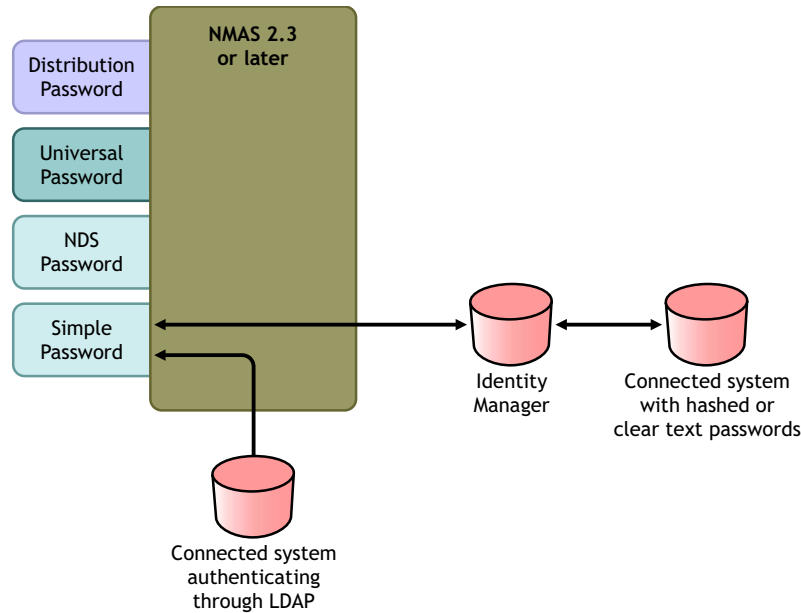 NMAS 2.3
or later
Distribution
Password
Universal
Password
NDS
Password
Simple
Password
Identity
Manager
Connected system
with hashed or
clear text passwords
Connected system
authenticating
through LDAP